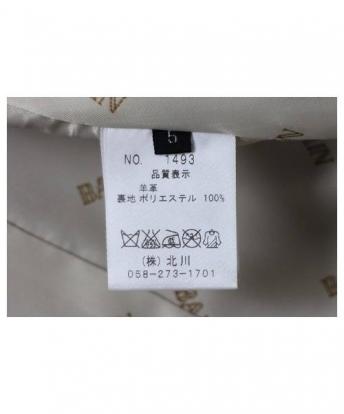 5
NO. 1493
品質表示
羊革
裏地 ポリエステル 100%
(株) 北川
058-273-1701